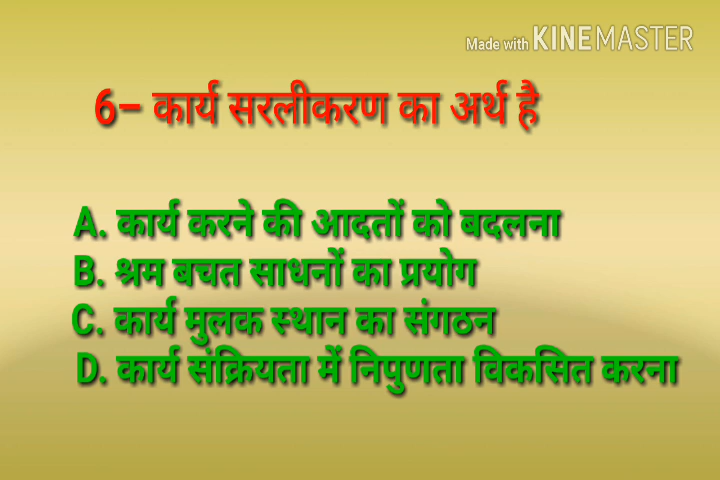 Made with KINEMASTER
6– कार्य सरलीकरण का अर्थ है
A. कार्य करने की आदतों को बदलना
B. श्रम बचत साधनों का प्रयोग
C. कार्य मुलक स्थान का संगठन
D. कार्य संक्रियता में निपुणता विकसित करना